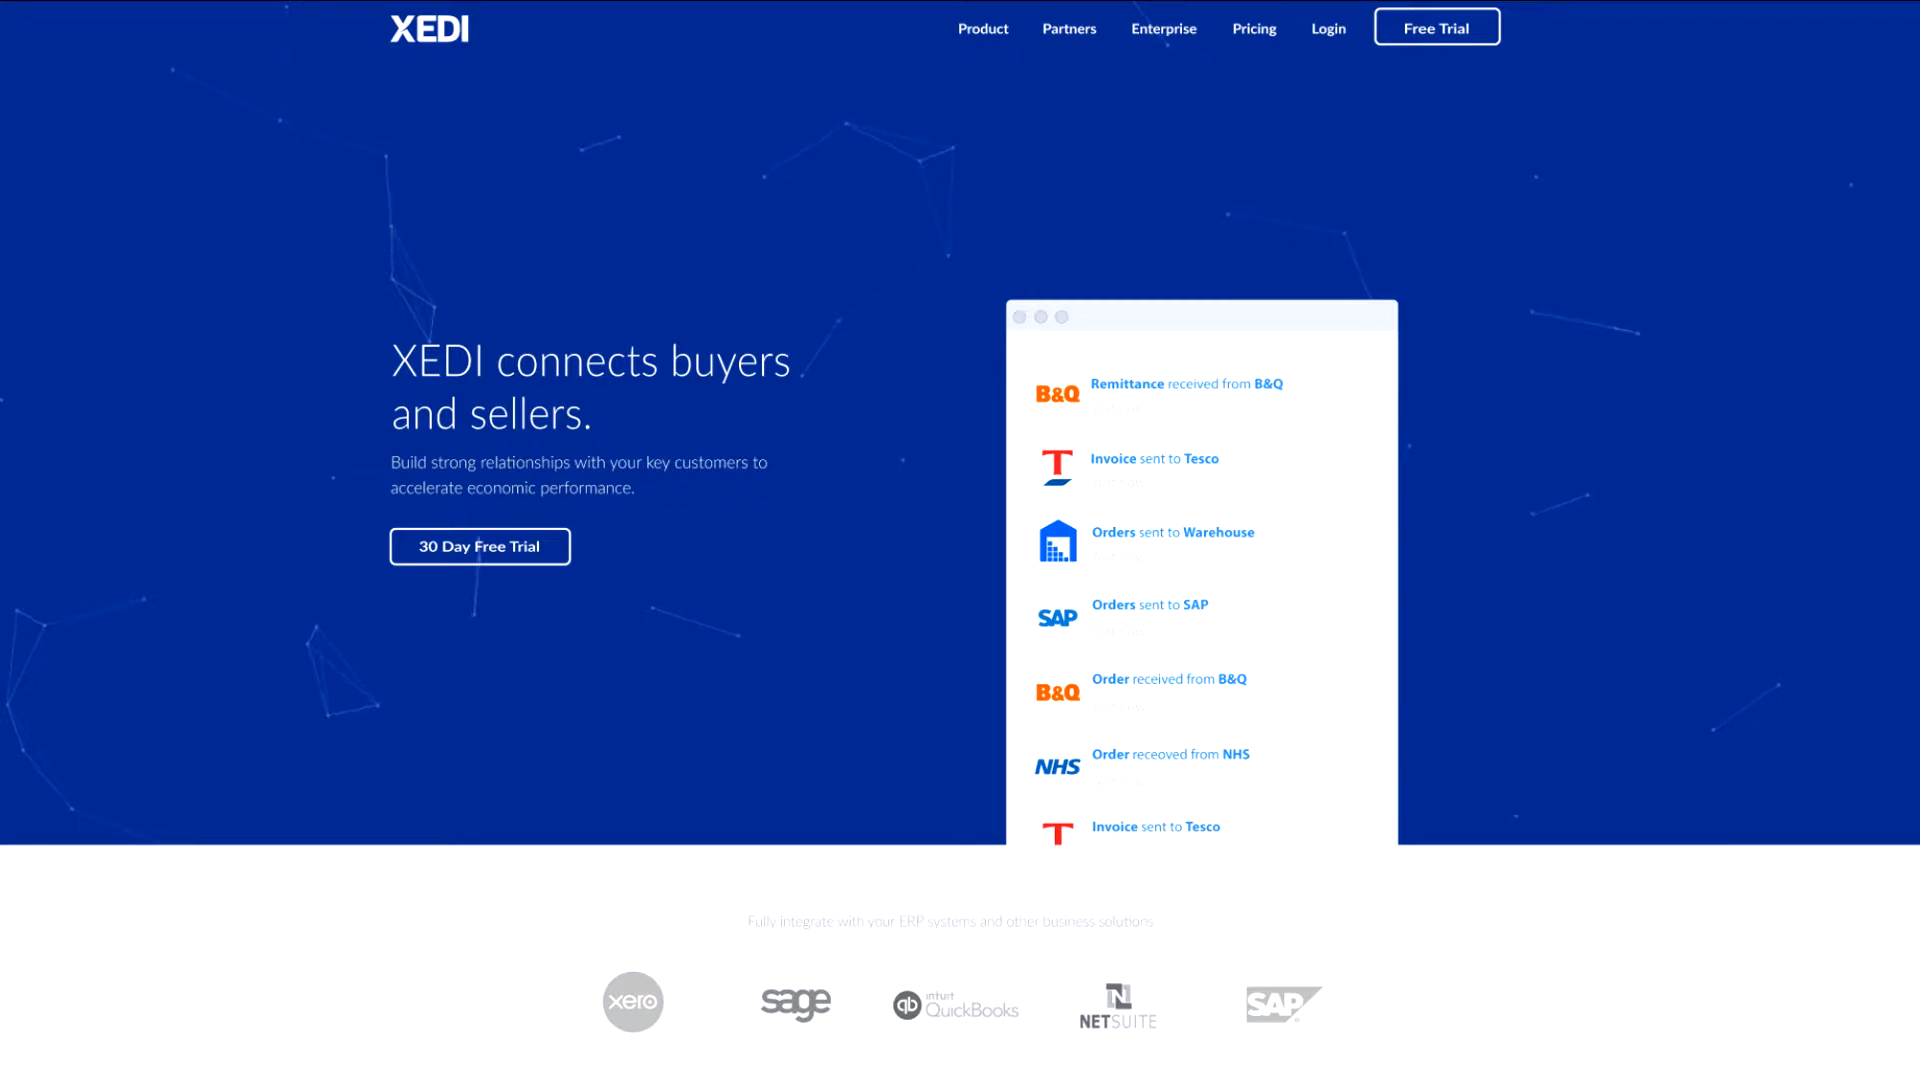 XEDI
Product Partners Enterprise Pricing Login Free Trial
XEDI connects buyers
and sellers.
Build strong relationships with your key customers to
accelerate economic performance.
30 Day Free Trial
B&Q Remittance received from B&Q
T Invoice sent to Tesco
Orders sent to Warehouse
SAP Orders sent to SAP
B&Q Order received from B&Q
NHS Order receoved from NHS
T Invoice sent to Tesco
Fully integrate with your ERP systems and other business solutions
xero
sage
qb intuit QuickBooks
N NETSUITE
SAP